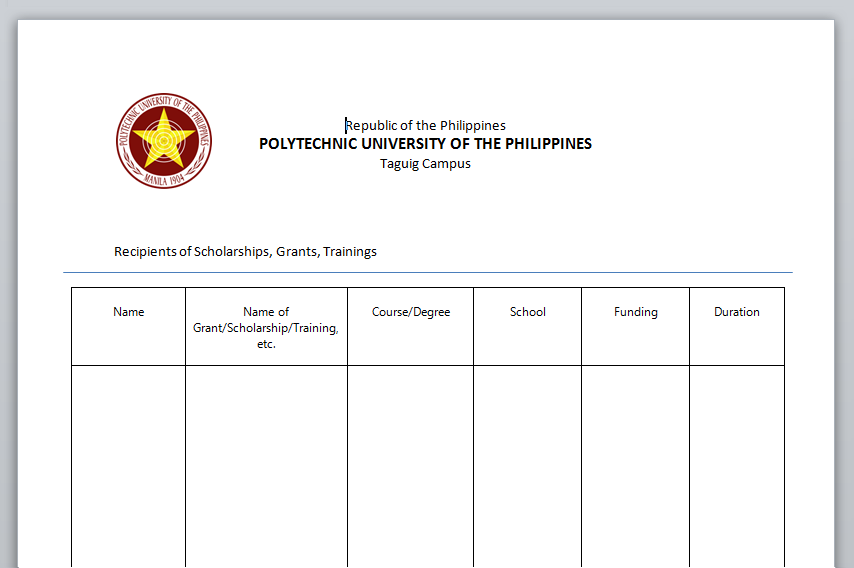 POLYTECHNIC UNIVERSITY OF THE PHILIPPINES
MANILA 1904
Republic of the Philippines
POLYTECHNIC UNIVERSITY OF THE PHILIPPINES
Taguig Campus
Recipients of Scholarships, Grants, Trainings
Name
Name of
Grant/Scholarship/Training,
etc.
Course/Degree
School
Funding
Duration